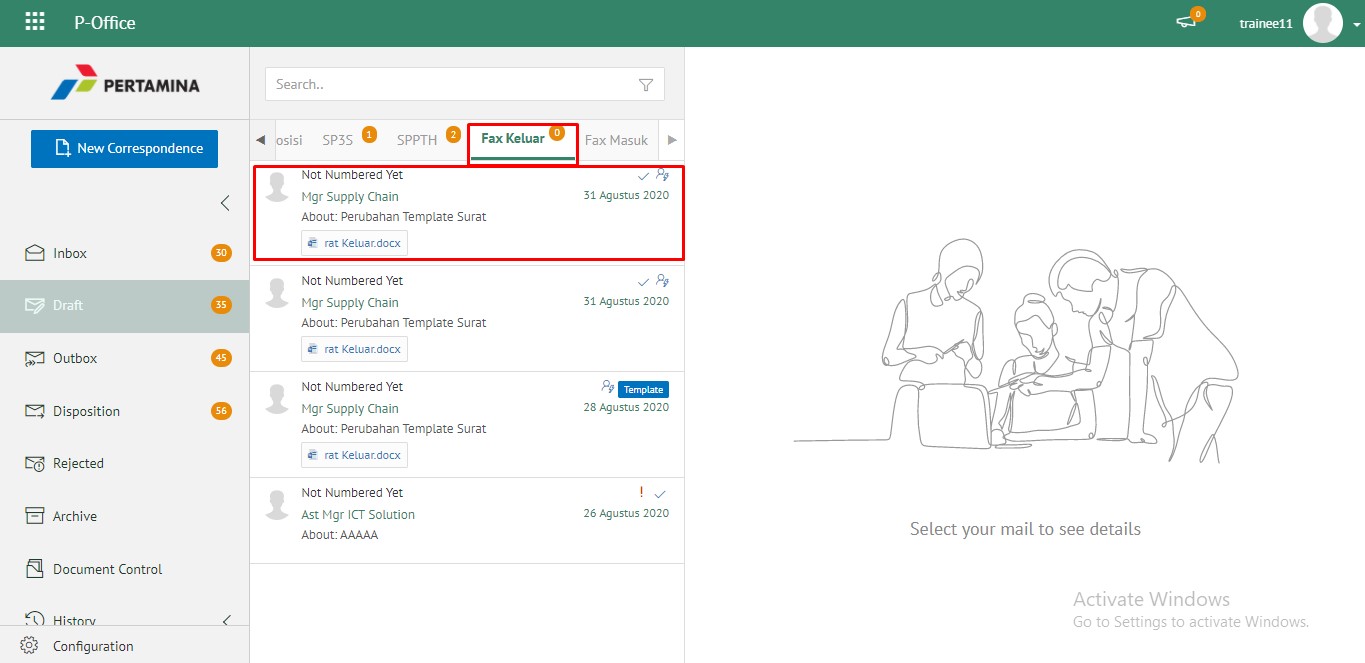 P-Office
0
trainee11
PERTAMINA
New Correspondence
Inbox 30
Draft 35
Outbox 45
Disposition 56
Rejected
Archive
Document Control
History
Configuration
Search..
osisi SP3S 1 SPPTH 2 Fax Keluar 0 Fax Masuk
Not Numbered Yet
Mgr Supply Chain 31 Agustus 2020
About: Perubahan Template Surat
rat Keluar.docx
Not Numbered Yet
Mgr Supply Chain 31 Agustus 2020
About: Perubahan Template Surat
rat Keluar.docx
Not Numbered Yet Template
Mgr Supply Chain 28 Agustus 2020
About: Perubahan Template Surat
rat Keluar.docx
Not Numbered Yet !
Ast Mgr ICT Solution 26 Agustus 2020
About: AAAAA
Select your mail to see details
Activate Windows
Go to Settings to activate Windows.